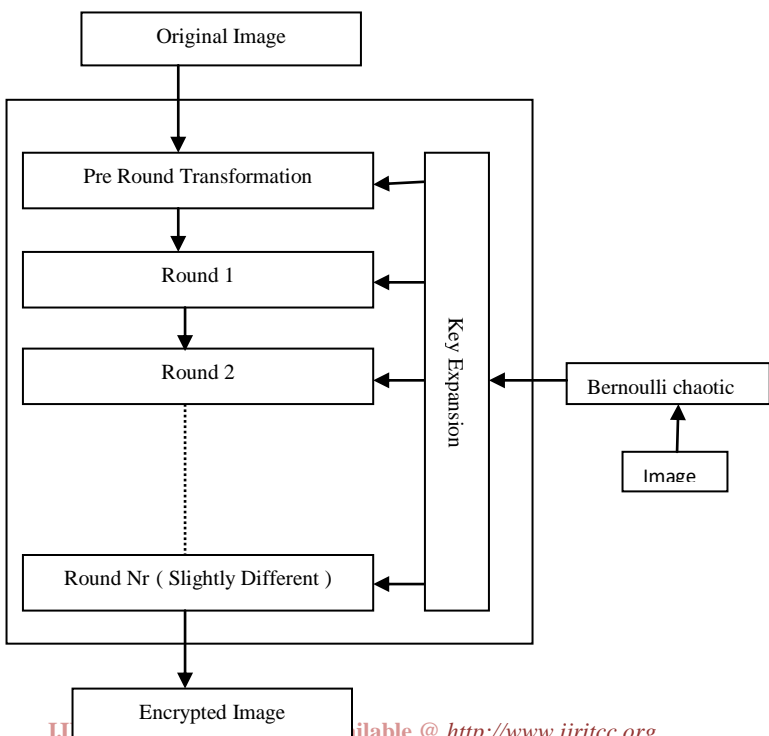 Original Image
Pre Round Transformation
Round 1
Key Expansion
Round 2
Bernoulli chaotic
Image
Round Nr ( Slightly Different )
Encrypted Image
@ http://www.ijritcc.org